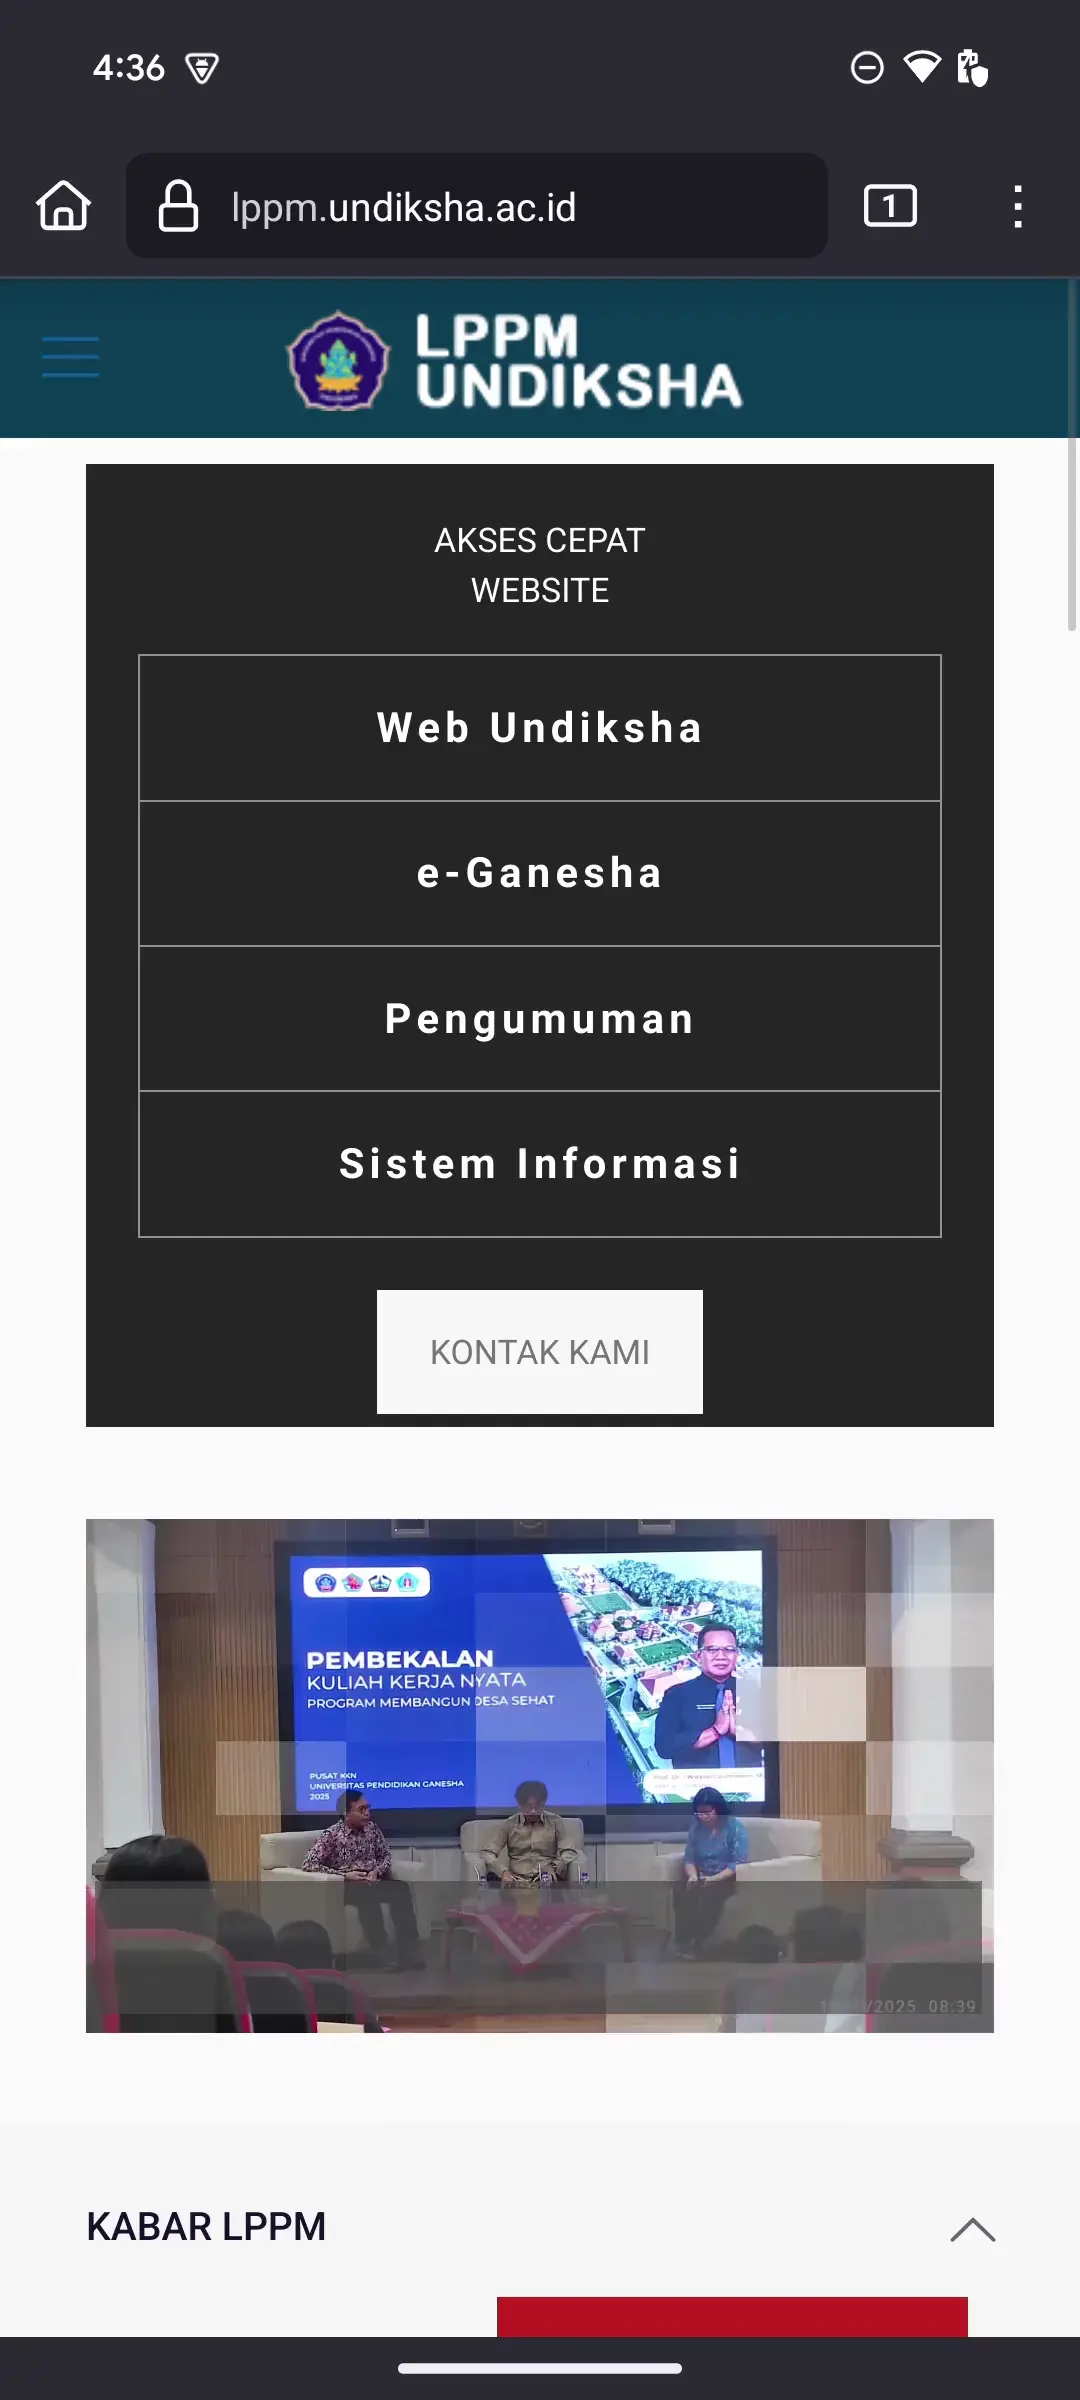 4:36
lppm.undiksha.ac.id
1
LPPM
UNDIKSHA
AKSES CEPAT
WEBSITE
Web Undiksha
e-Ganesha
Pengumuman
Sistem Informasi
KONTAK KAMI
PEMBEKALAN
KULIAH KERJA NYATA
PROGRAM MEMBANGUN DESA SEHAT
PUSAT KKN
UNIVERSITAS PENDIDIKAN GANESHA
2025
/2025 08:39
KABAR LPPM